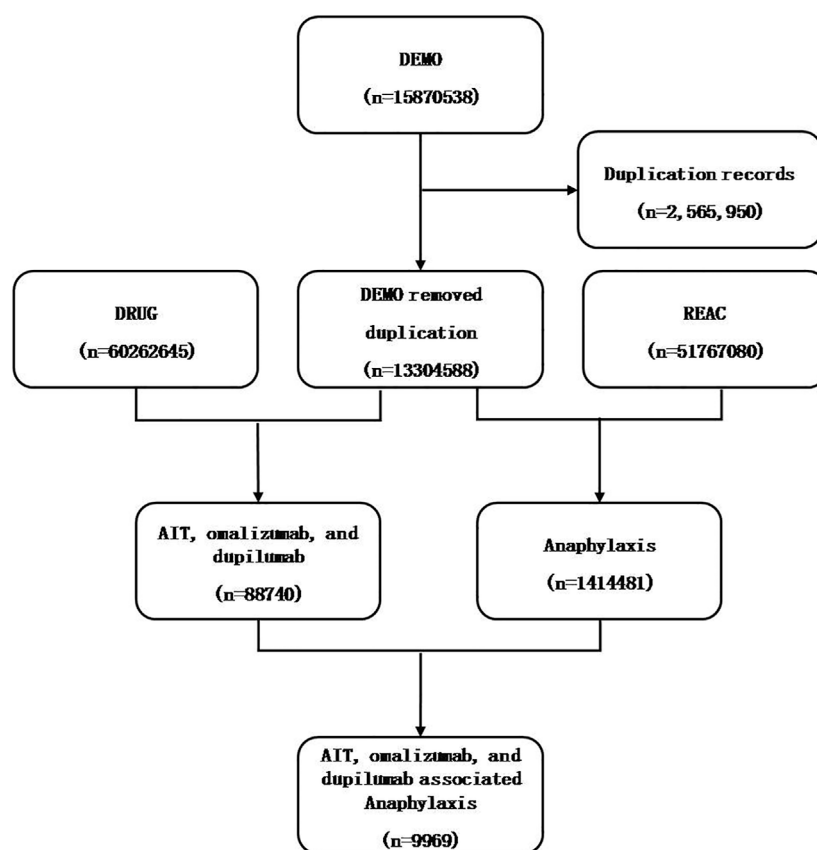 DEMO
(n=15870538)
Duplication records
(n=2,565,950)
DRUG
(n=60262645)
DEMO removed
duplication
(n=13304588)
REAC
(n=51767080)
AIT, omalizumab, and
dupilumab
(n=88740)
Anaphylaxis
(n=1414481)
AIT, omalizumab, and
dupilumab associated
Anaphylaxis
(n=9969)